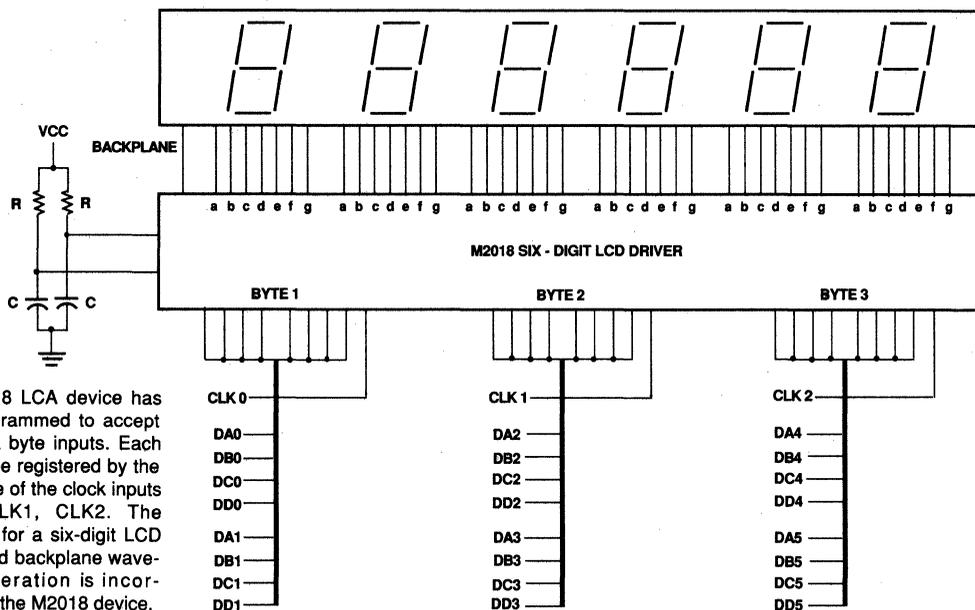 VCC
BACKPLANE
R R
a b c d e f g a b c d e f g a b c d e f g a b c d e f g a b c d e f g a b c d e f g
M2018 SIX - DIGIT LCD DRIVER
C C
BYTE 1 BYTE 2 BYTE 3
8 LCA device has
rammed to accept
byte inputs. Each
e registered by the
e of the clock inputs
LK1, CLK2. The
for a six-digit LCD
d backplane wave-
eration is incor-
the M2018 device.
CLK 0 CLK 1 CLK 2
DA0 DA2 DA4
DB0 DB2 DB4
DC0 DC2 DC4
DD0 DD2 DD4
DA1 DA3 DA5
DB1 DB3 DB5
DC1 DC3 DC5
DD1 DD3 DD5